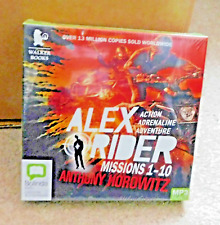 OVER 13 MILLION COPIES SOLD WORLDWIDE
WALKER
BOOKS
ALEX
RIDER
ACTION
ADRENALINE
ADVENTURE
MISSIONS 1-10
ANTHONY HOROWITZ
MP3